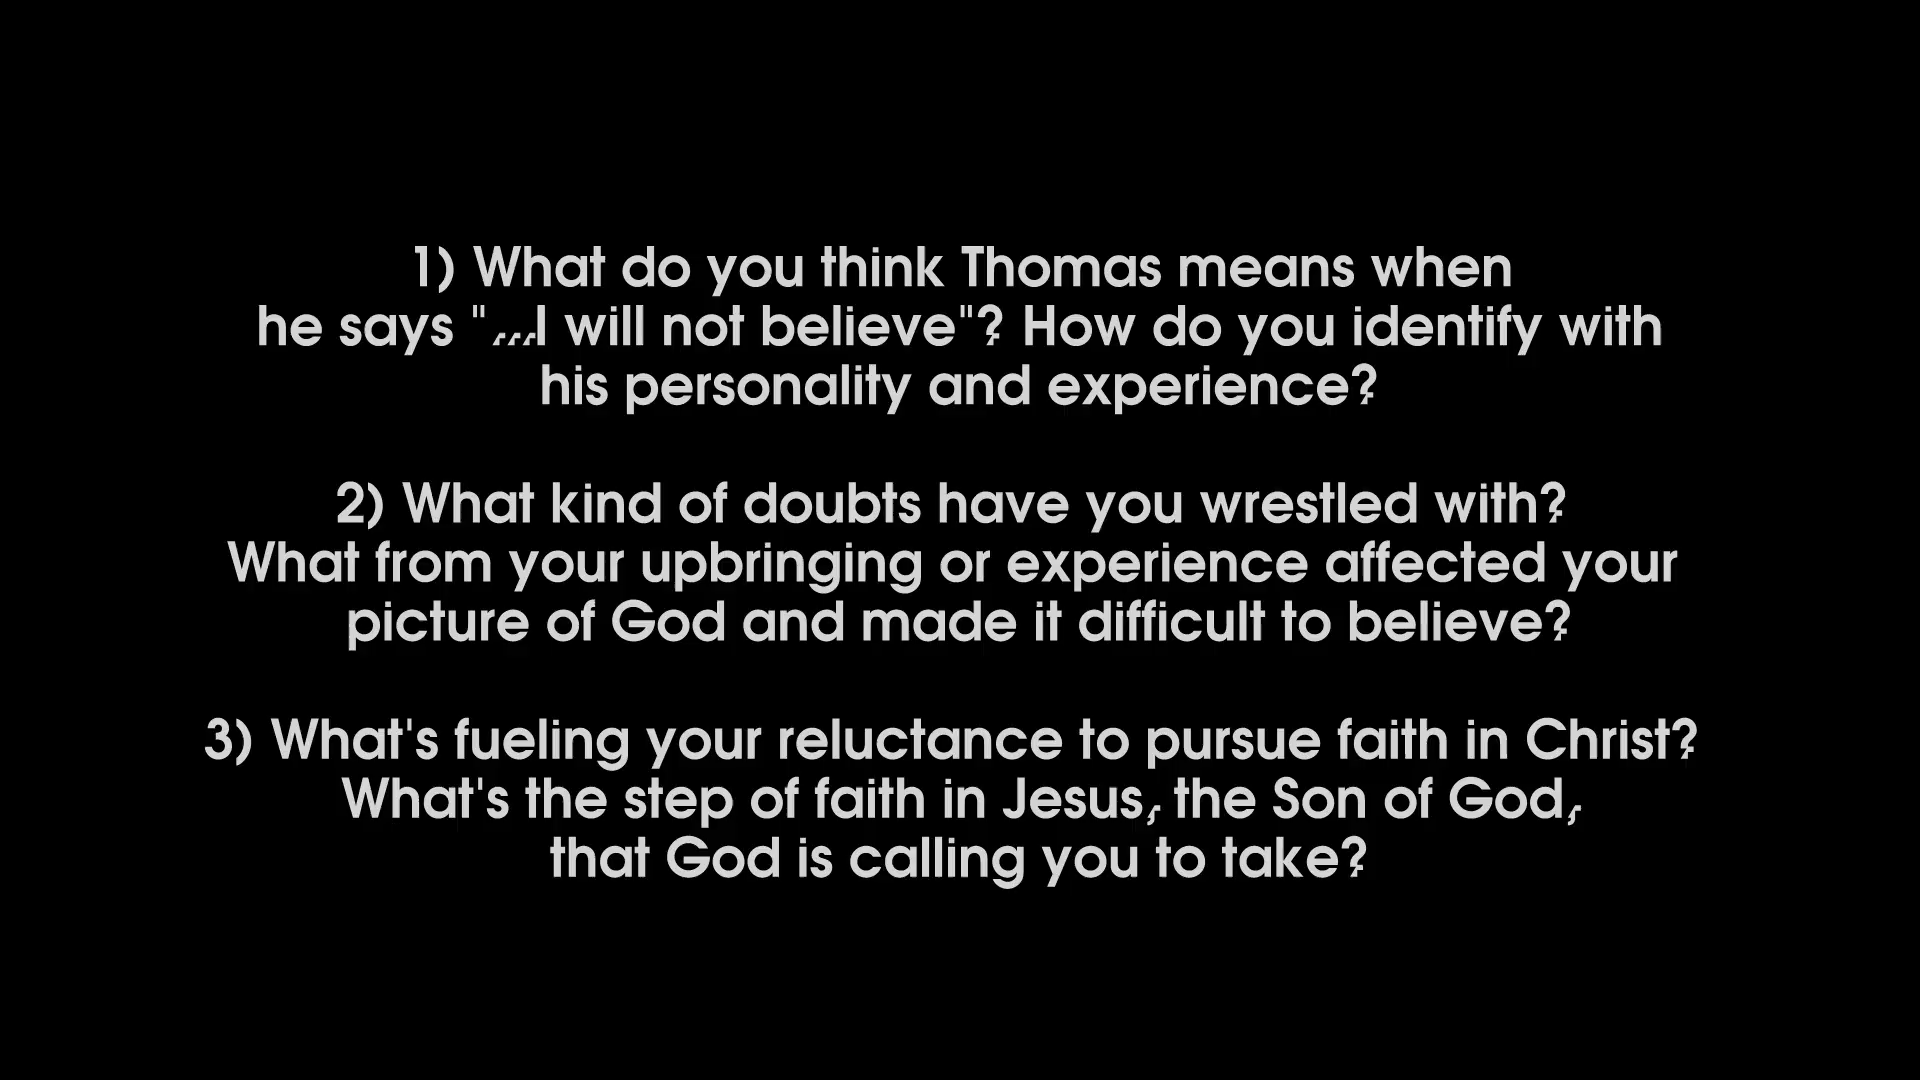 1) What do you think Thomas means when
he says "...I will not believe"? How do you identify with
his personality and experience?
2) What kind of doubts have you wrestled with?
What from your upbringing or experience affected your
picture of God and made it difficult to believe?
3) What's fueling your reluctance to pursue faith in Christ?
What's the step of faith in Jesus, the Son of God,
that God is calling you to take?